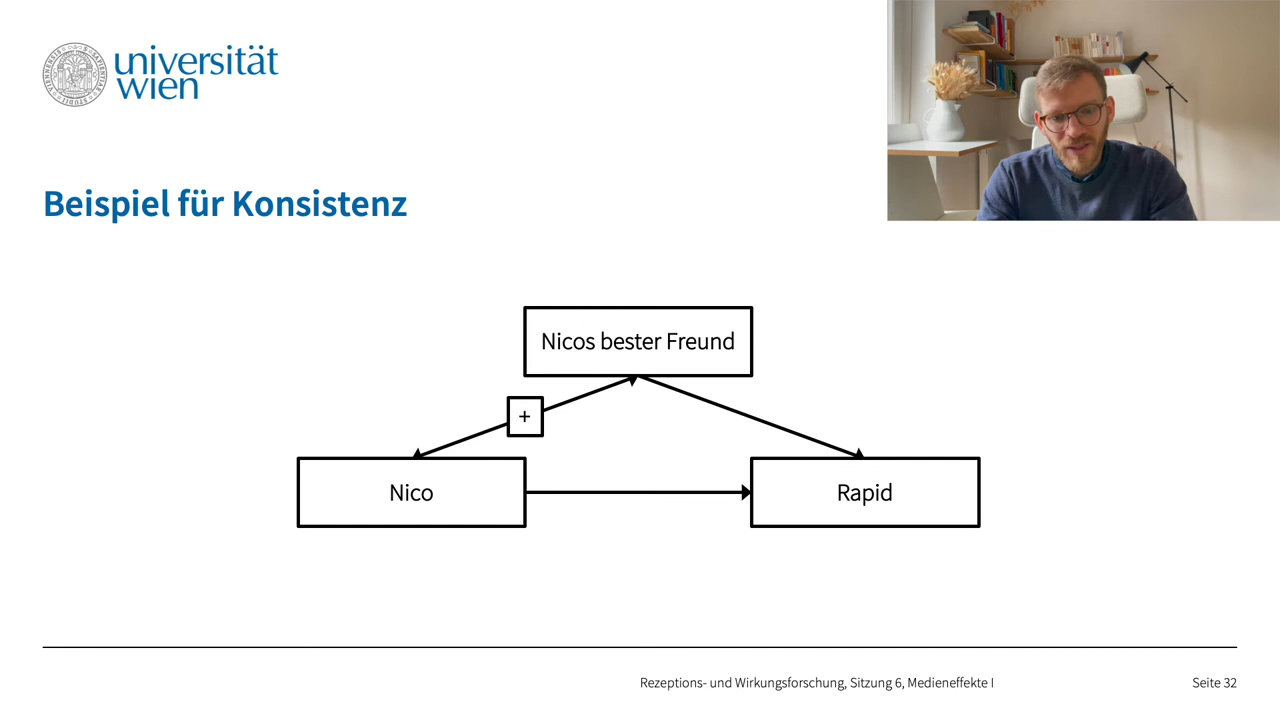 universität
wien
Beispiel für Konsistenz
Nicos bester Freund
+
Nico
Rapid
Rezeptions- und Wirkungsforschung, Sitzung 6, Medieneffekte I
Seite 32